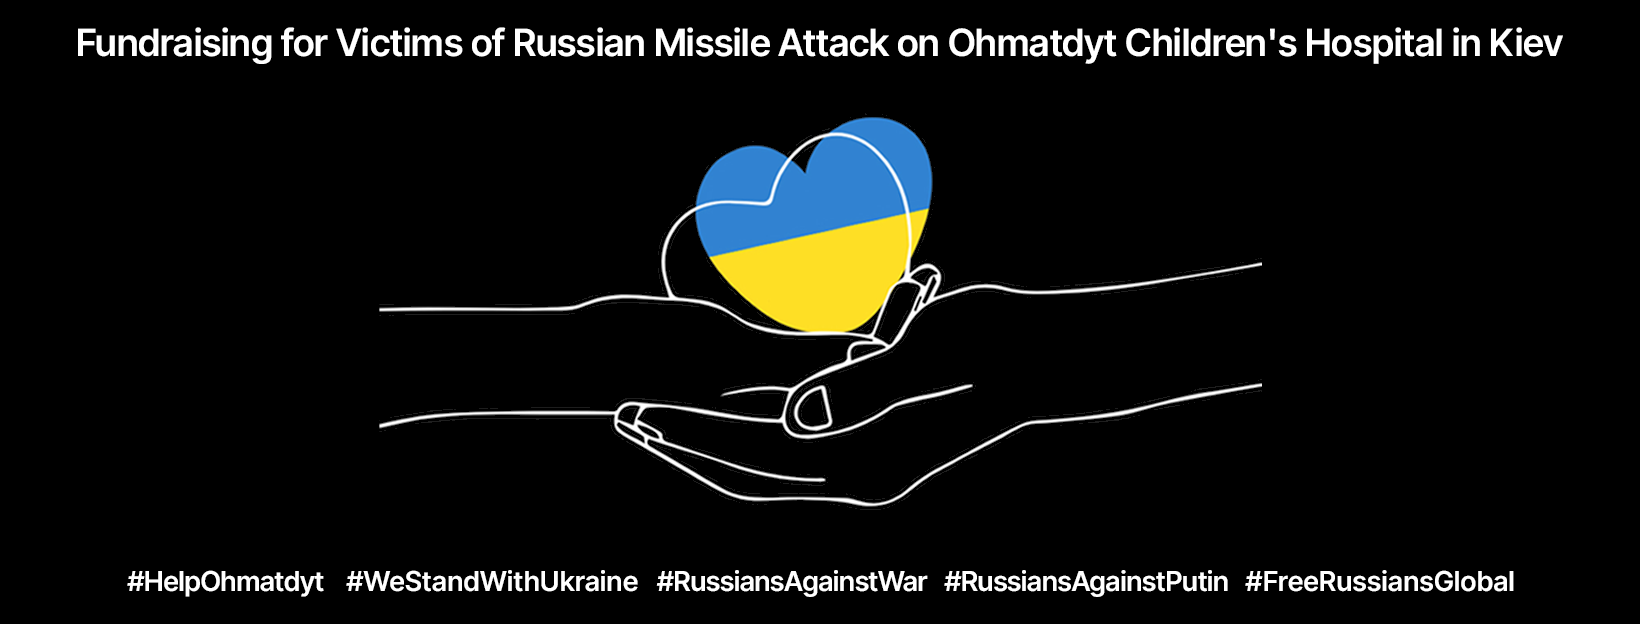 Fundraising for Victims of Russian Missile Attack on Ohmatdyt Children's Hospital in Kiev
#HelpOhmatdyt #WeStandWithUkraine #RussiansAgainstWar #RussiansAgainstPutin #FreeRussiansGlobal